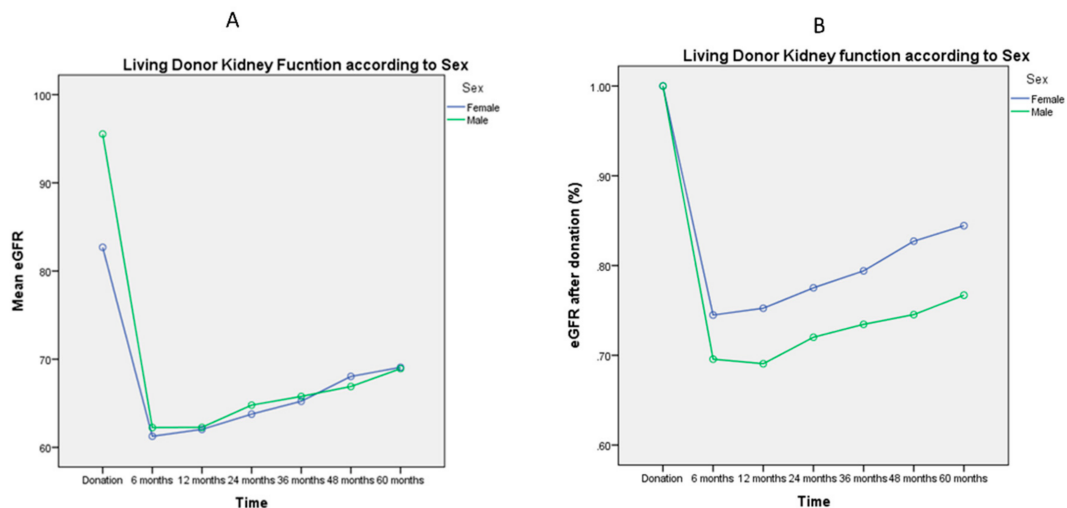 A
Living Donor Kidney Fucntion according to Sex
Sex
Female
Male
100
90
80
70
60
Mean eGFR
Donation 6 months 12 months 24 months 36 months 48 months 60 months
Time
B
Living Donor Kidney function according to Sex
Sex
Female
Male
1.00
.90
.80
.70
.60
eGFR after donation (%)
Donation 6 months 12 months 24 months 36 months 48 months 60 months
Time